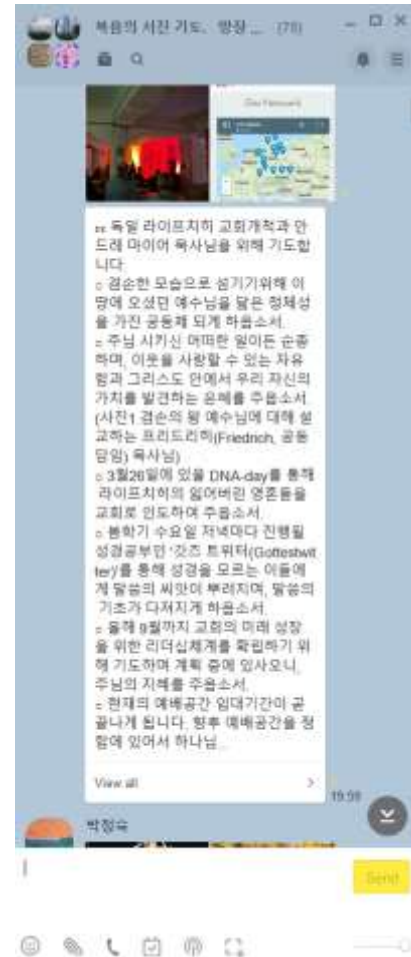 복음의 서진 기도, 땅장 ... (78)
독일 라이프치히 교회개척과 안
드레 마이어 목사님을 위해 기도합
니다
○ 겸손한 모습으로 섬기기위해 이
땅에 오셨던 예수님을 닮은 정체성
을 가진 공동체 되게 하옵소서.
○ 주님 시키신 어떠한 일이든 순종
하며, 이웃을 사랑할 수 있는 자유
함과 그리스도 안에서 우리 자신의
가치를 발견하는 은혜를 주옵소서.
(사진1 겸손의 왕 예수님에 대해 설
교하는 프리드리히(Friedrich, 공동
담임) 목사님)
○ 3월26일에 있을 DNA-day를 통해
라이프치히의 잃어버린 영혼들을
교회로 인도하여 주옵소서.
○ 봄학기 수요일 저녁마다 진행될
성경공부인 '갓즈 트위터(Gottestwit
ter)'를 통해 성경을 모르는 이들에
게 말씀의 씨앗이 뿌려지며, 말씀의
기초가 다져지게 하옵소서.
○ 올해 9월까지 교회의 미래 성장
을 위한 리더십체계를 확립하기 위
해 기도하며 계획 중에 있사오니,
주님의 지혜를 주옵소서.
○ 현재의 예배공간 임대기간이 곧
끝나게 됩니다. 향후 예배공간을 정
함에 있어서 하나님...
View all
박정숙
Send